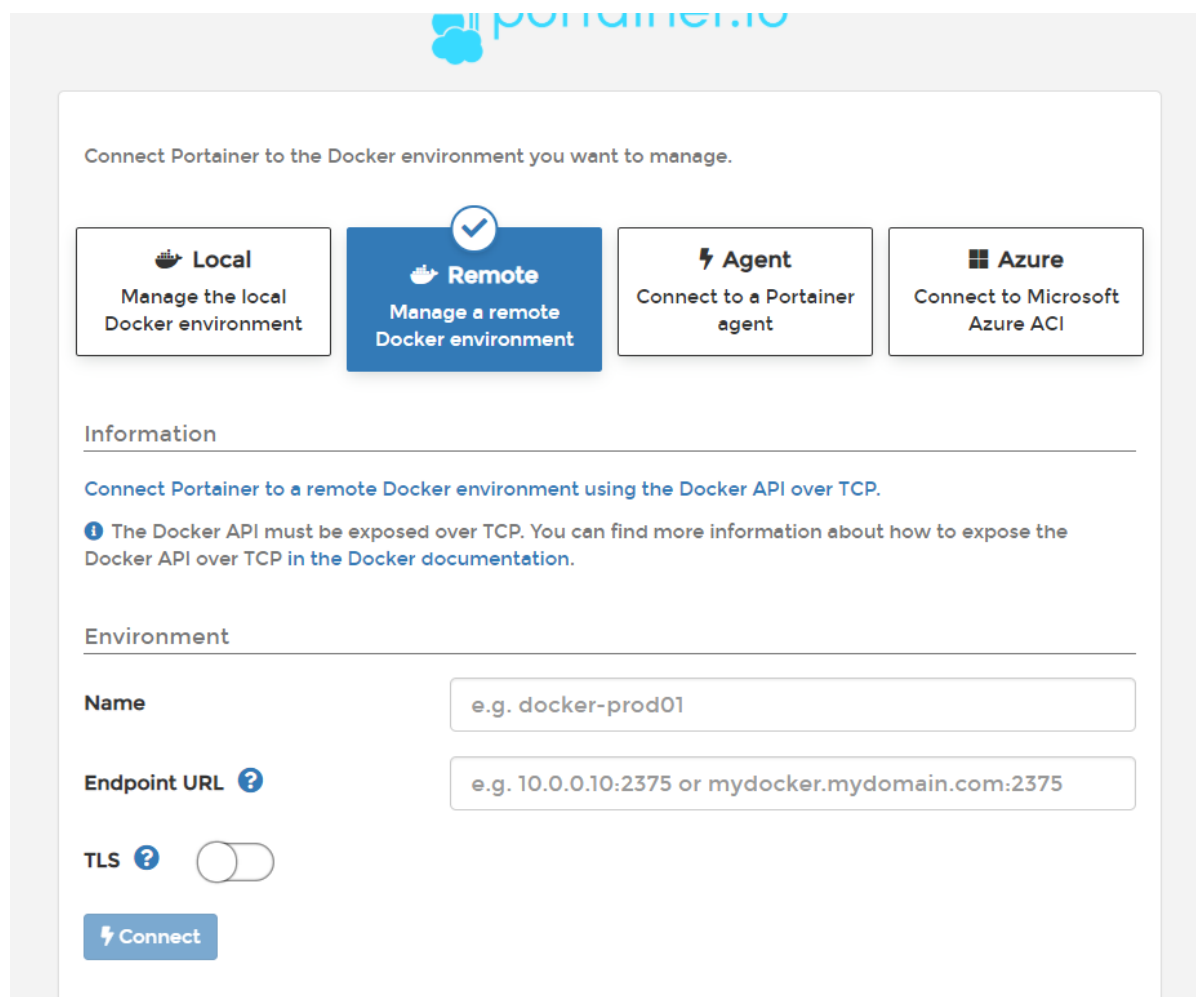 portainer.io
Connect Portainer to the Docker environment you want to manage.
Local
Manage the local
Docker environment
Remote
Manage a remote
Docker environment
Agent
Connect to a Portainer
agent
Azure
Connect to Microsoft
Azure ACI
Information
Connect Portainer to a remote Docker environment using the Docker API over TCP.
The Docker API must be exposed over TCP. You can find more information about how to expose the
Docker API over TCP in the Docker documentation.
Environment
Name
e.g. docker-prod01
Endpoint URL
e.g. 10.0.0.10:2375 or mydocker.mydomain.com:2375
TLS
Connect